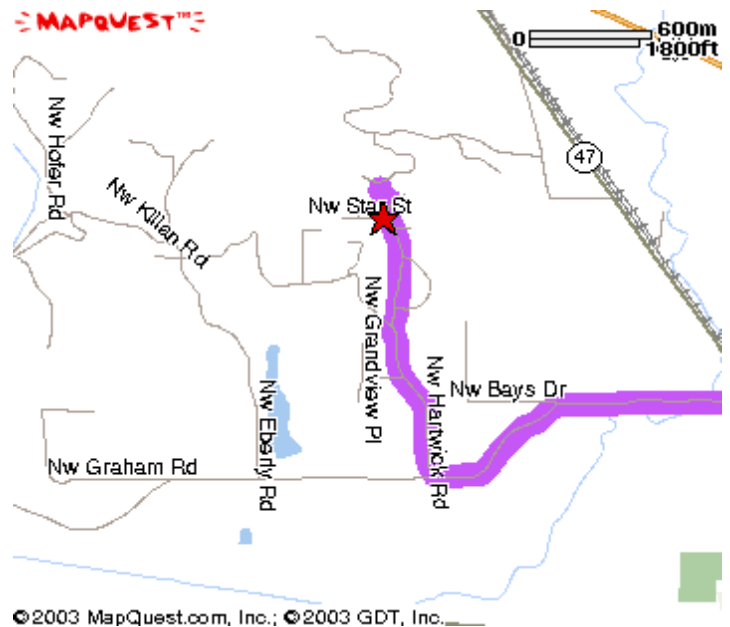 MAPQUEST™
0 600m
1800ft
47
Nw Hofer Rd
Nw Kilian Rd
Nw Star St
Nw Grandview Pl
Nw Hartwick Rd
Nw Bays Dr
Nw Eberly Rd
Nw Graham Rd
©2003 MapQuest.com, Inc.; ©2003 GDT, Inc.